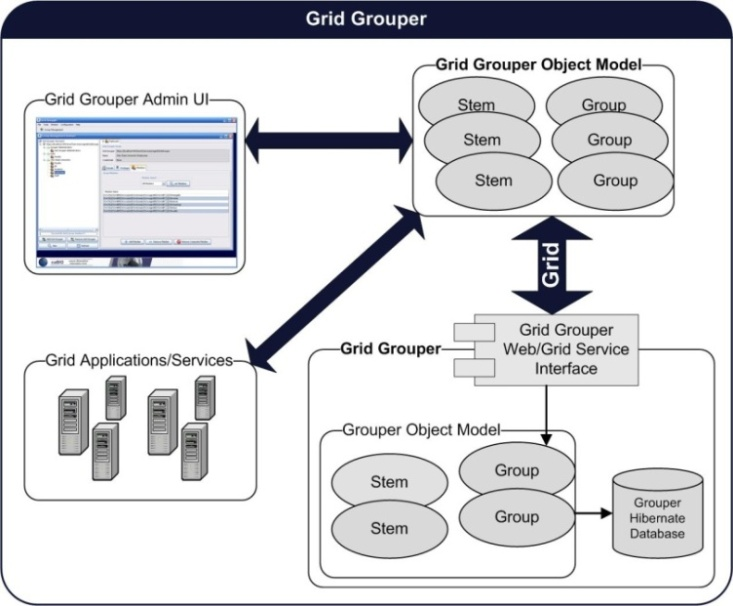 Grid Grouper
Grid Grouper Object Model
Grid Grouper Admin UI
Stem
Group
Stem
Group
Stem
Group
Grid
Grid Applications/Services
Grid Grouper
Grid Grouper
Web/Grid Service
Interface
Grouper Object Model
Stem
Group
Stem
Group
Grouper
Hibernate
Database